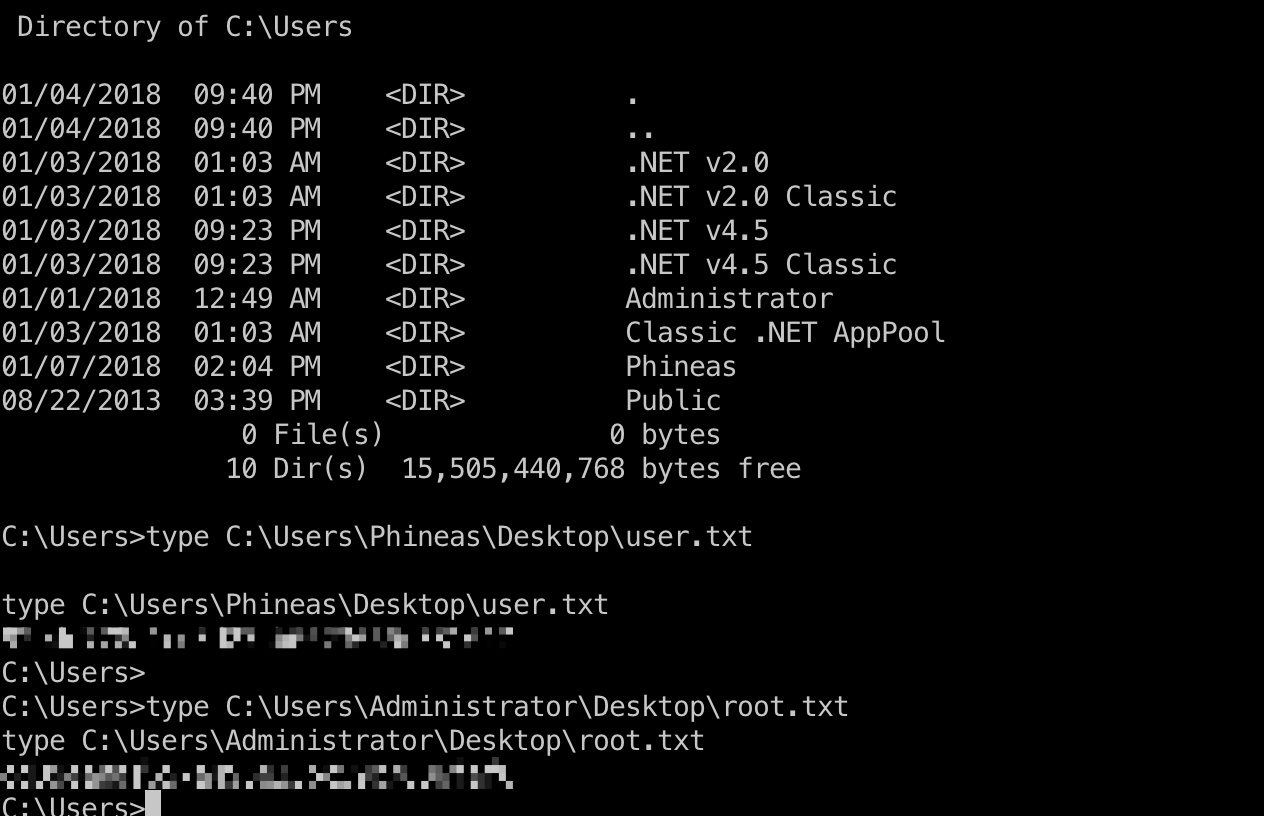 Directory of C:\Users
01/04/2018  09:40 PM    <DIR>          .
01/04/2018  09:40 PM    <DIR>          ..
01/03/2018  01:03 AM    <DIR>          .NET v2.0
01/03/2018  01:03 AM    <DIR>          .NET v2.0 Classic
01/03/2018  09:23 PM    <DIR>          .NET v4.5
01/03/2018  09:23 PM    <DIR>          .NET v4.5 Classic
01/01/2018  12:49 AM    <DIR>          Administrator
01/03/2018  01:03 AM    <DIR>          Classic .NET AppPool
01/07/2018  02:04 PM    <DIR>          Phineas
08/22/2013  03:39 PM    <DIR>          Public
               0 File(s)              0 bytes
              10 Dir(s)  15,505,440,768 bytes free
C:\Users>type C:\Users\Phineas\Desktop\user.txt
type C:\Users\Phineas\Desktop\user.txt
C:\Users>
C:\Users>type C:\Users\Administrator\Desktop\root.txt
type C:\Users\Administrator\Desktop\root.txt
C:\Users>